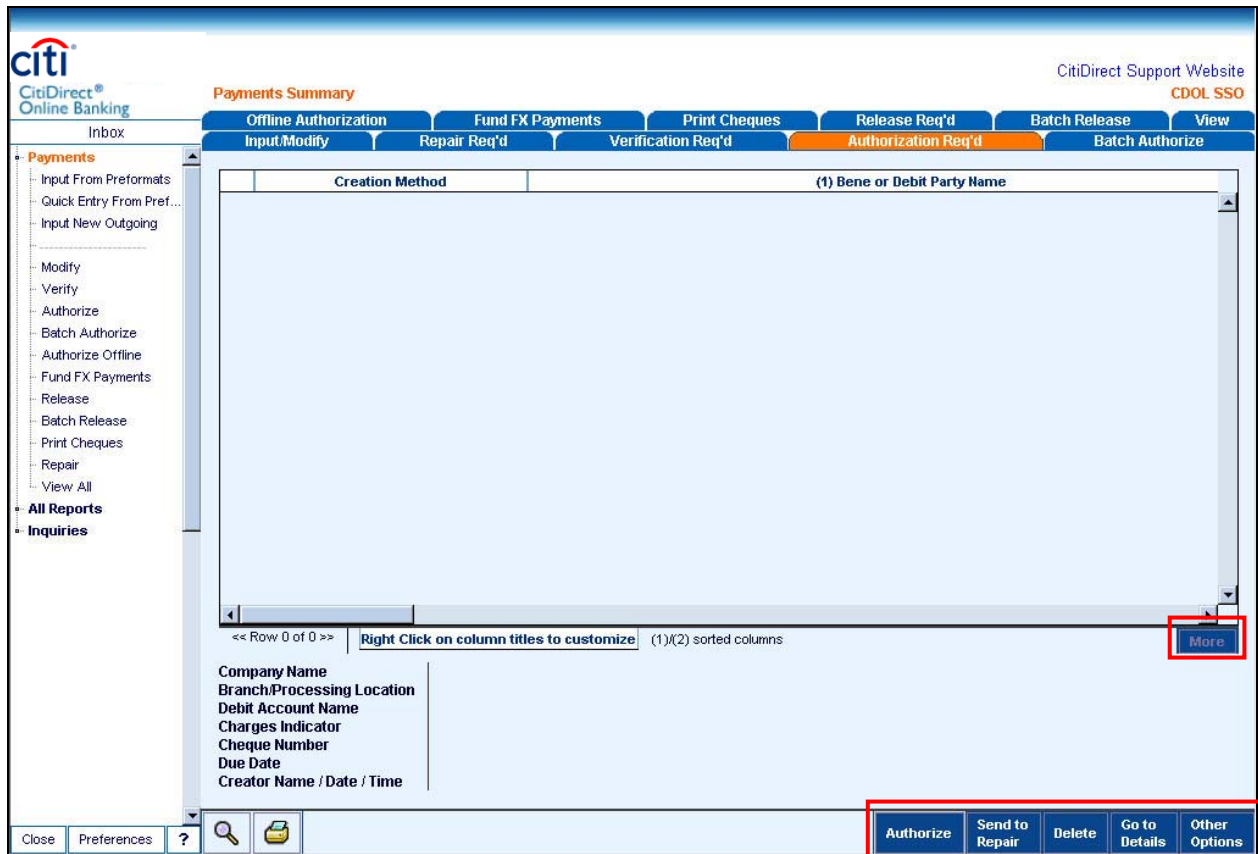 citi
CitiDirect®
Online Banking
CitiDirect Support Website
Payments Summary
CDOL SSO
Inbox
Offline Authorization Fund FX Payments Print Cheques Release Req'd Batch Release View
Input/Modify Repair Req'd Verification Req'd Authorization Req'd Batch Authorize
Payments
Input From Preformats
Quick Entry From Pref...
Input New Outgoing
Modify
Verify
Authorize
Batch Authorize
Authorize Offline
Fund FX Payments
Release
Batch Release
Print Cheques
Repair
View All
All Reports
Inquiries
Creation Method (1) Bene or Debit Party Name
<< Row 0 of 0 >> Right Click on column titles to customize (1)/(2) sorted columns More
Company Name
Branch/Processing Location
Debit Account Name
Charges Indicator
Cheque Number
Due Date
Creator Name / Date / Time
Close Preferences ?
Authorize
Send to
Repair
Delete
Go to
Details
Other
Options